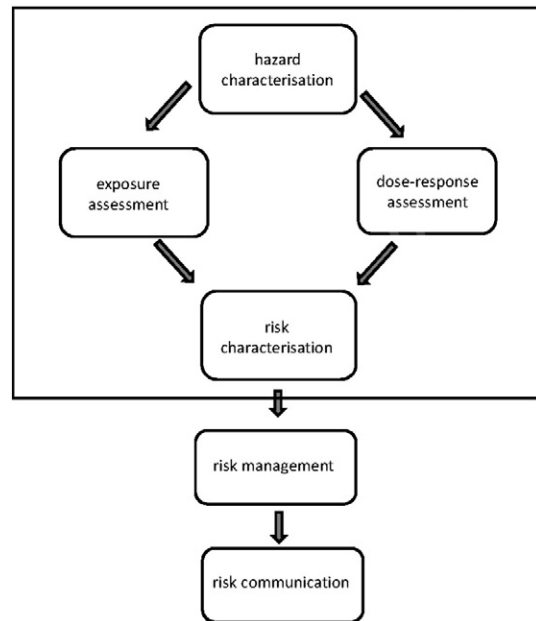 hazard
characterisation
exposure
assessment
dose-response
assessment
risk
characterisation
risk management
risk communication